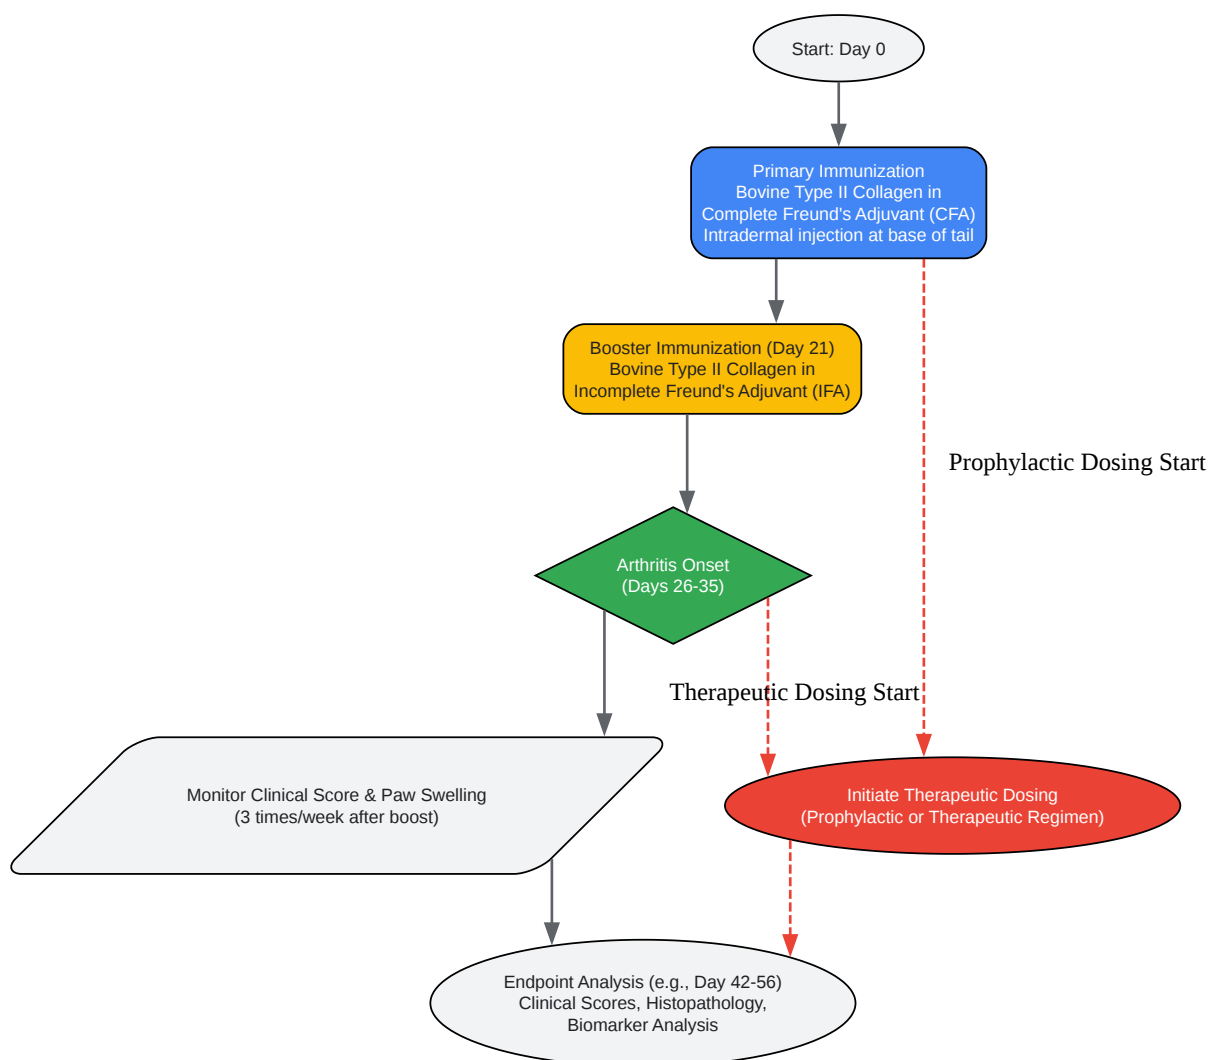 Start: Day 0
Primary Immunization
Bovine Type II Collagen in
Complete Freund's Adjuvant (CFA)
Intradermal injection at base of tail
Booster Immunization (Day 21)
Bovine Type II Collagen in
Incomplete Freund's Adjuvant (IFA)
Prophylactic Dosing Start
Arthritis Onset
(Days 26-35)
Therapeutic Dosing Start
Monitor Clinical Score & Paw Swelling
(3 times/week after boost)
Initiate Therapeutic Dosing
(Prophylactic or Therapeutic Regimen)
Endpoint Analysis (e.g., Day 42-56)
Clinical Scores, Histopathology,
Biomarker Analysis